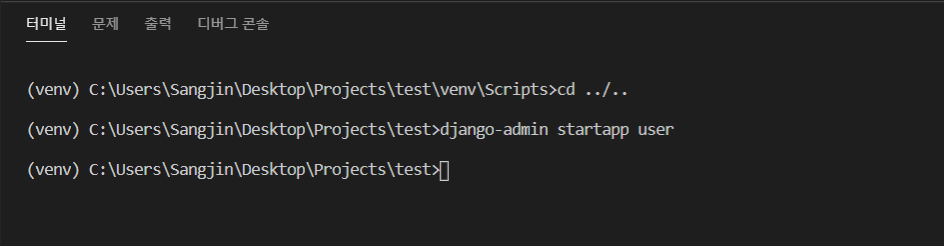 터미널 문제 출력 디버그 콘솔
(venv) C:\Users\Sangjin\Desktop\Projects\test\venv\Scripts>cd ../..
(venv) C:\Users\Sangjin\Desktop\Projects\test>django-admin startapp user
(venv) C:\Users\Sangjin\Desktop\Projects\test>